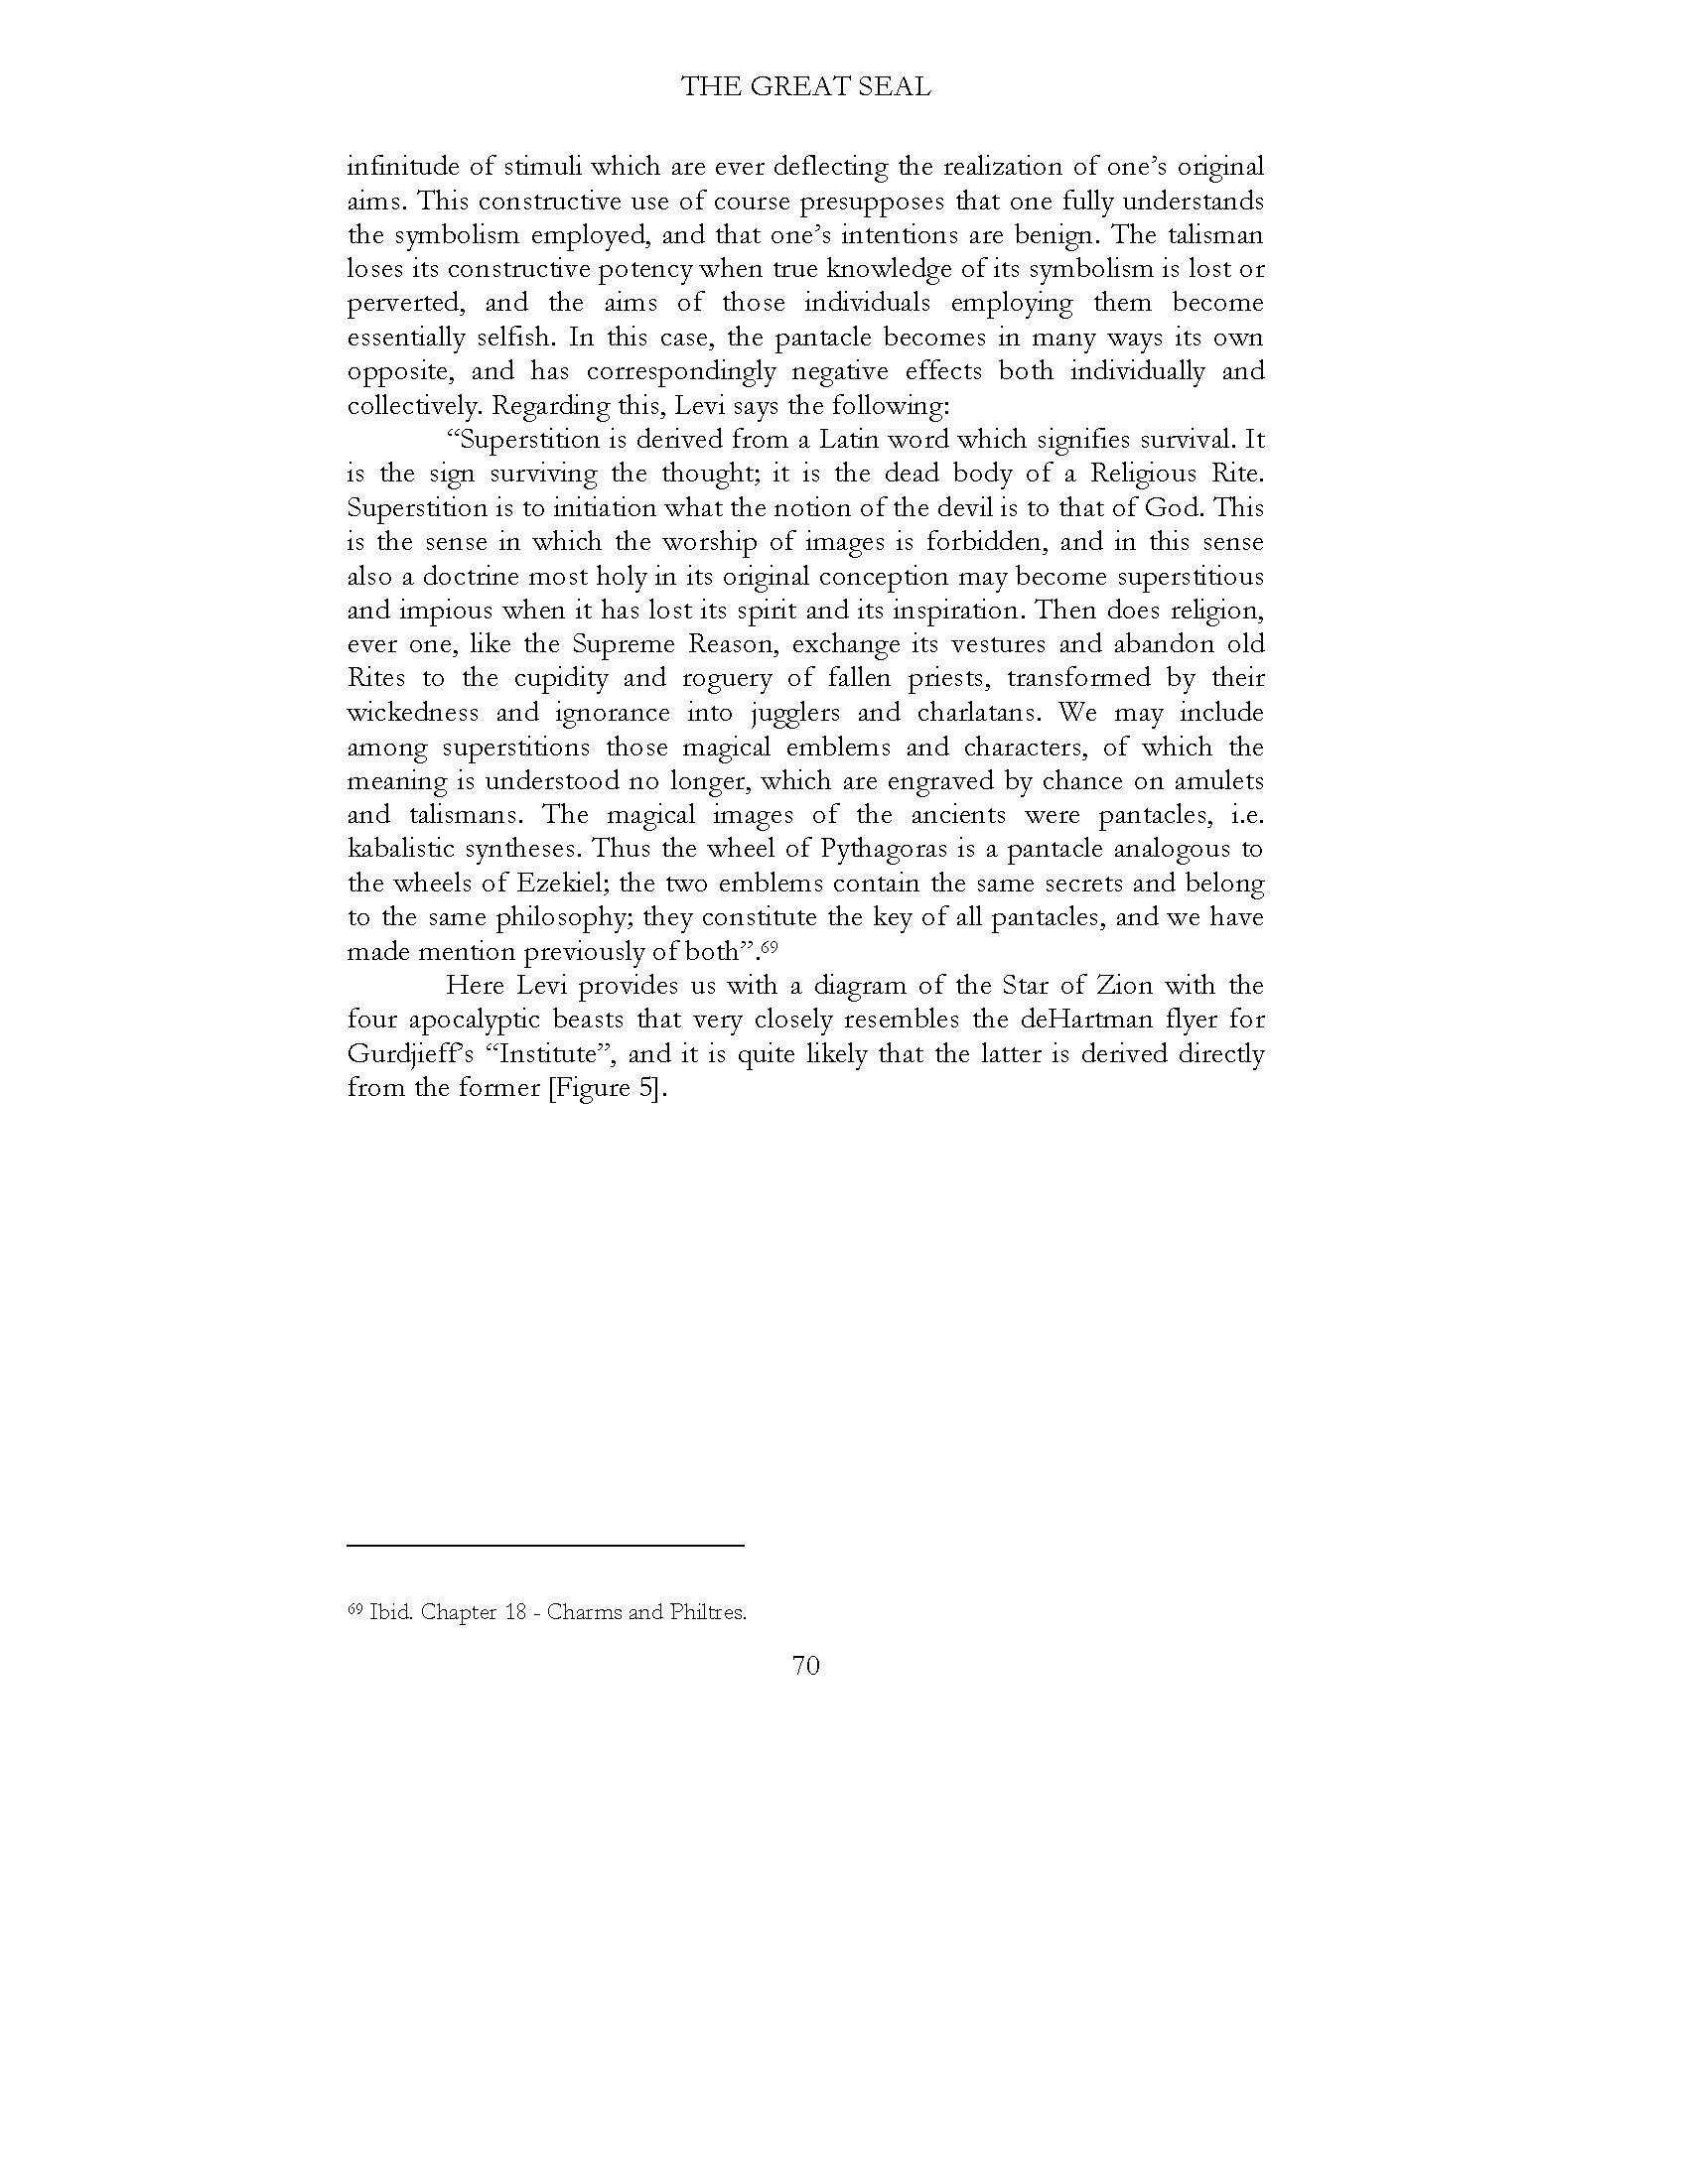 THE GREAT SEAL
infinitude of stimuli which are ever deflecting the realization of one’s original
aims. This constructive use of course presupposes that one fully understands
the symbolism employed, and that one’s intentions are benign. The talisman
loses its constructive potency when true knowledge of its symbolism is lost or
perverted, and the aims of those individuals employing them become
essentially selfish. In this case, the pantacle becomes in many ways its own
opposite, and has correspondingly negative effects both individually and
collectively. Regarding this, Levi says the following:
“Superstition is derived from a Latin word which signifies survival. It
is the sign surviving the thought; it is the dead body of a Religious Rite.
Superstition is to initiation what the notion of the devil is to that of God. This
is the sense in which the worship of images is forbidden, and in this sense
also a doctrine most holy in its original conception may become superstitious
and impious when it has lost its spirit and its inspiration. Then does religion,
ever one, like the Supreme Reason, exchange its vestures and abandon old
Rites to the cupidity and roguery of fallen priests, transformed by their
wickedness and ignorance into jugglers and charlatans. We may include
among superstitions those magical emblems and characters, of which the
meaning is understood no longer, which are engraved by chance on amulets
and talismans. The magical images of the ancients were pantacles, i.e.
kabalistic syntheses. Thus the wheel of Pythagoras is a pantacle analogous to
the wheels of Ezekiel; the two emblems contain the same secrets and belong
to the same philosophy; they constitute the key of all pantacles, and we have
made mention previously of both”.69
Here Levi provides us with a diagram of the Star of Zion with the
four apocalyptic beasts that very closely resembles the deHartman flyer for
Gurdjieff’s “Institute”, and it is quite likely that the latter is derived directly
from the former [Figure 5].
69 Ibid. Chapter 18 - Charms and Philtres.
70